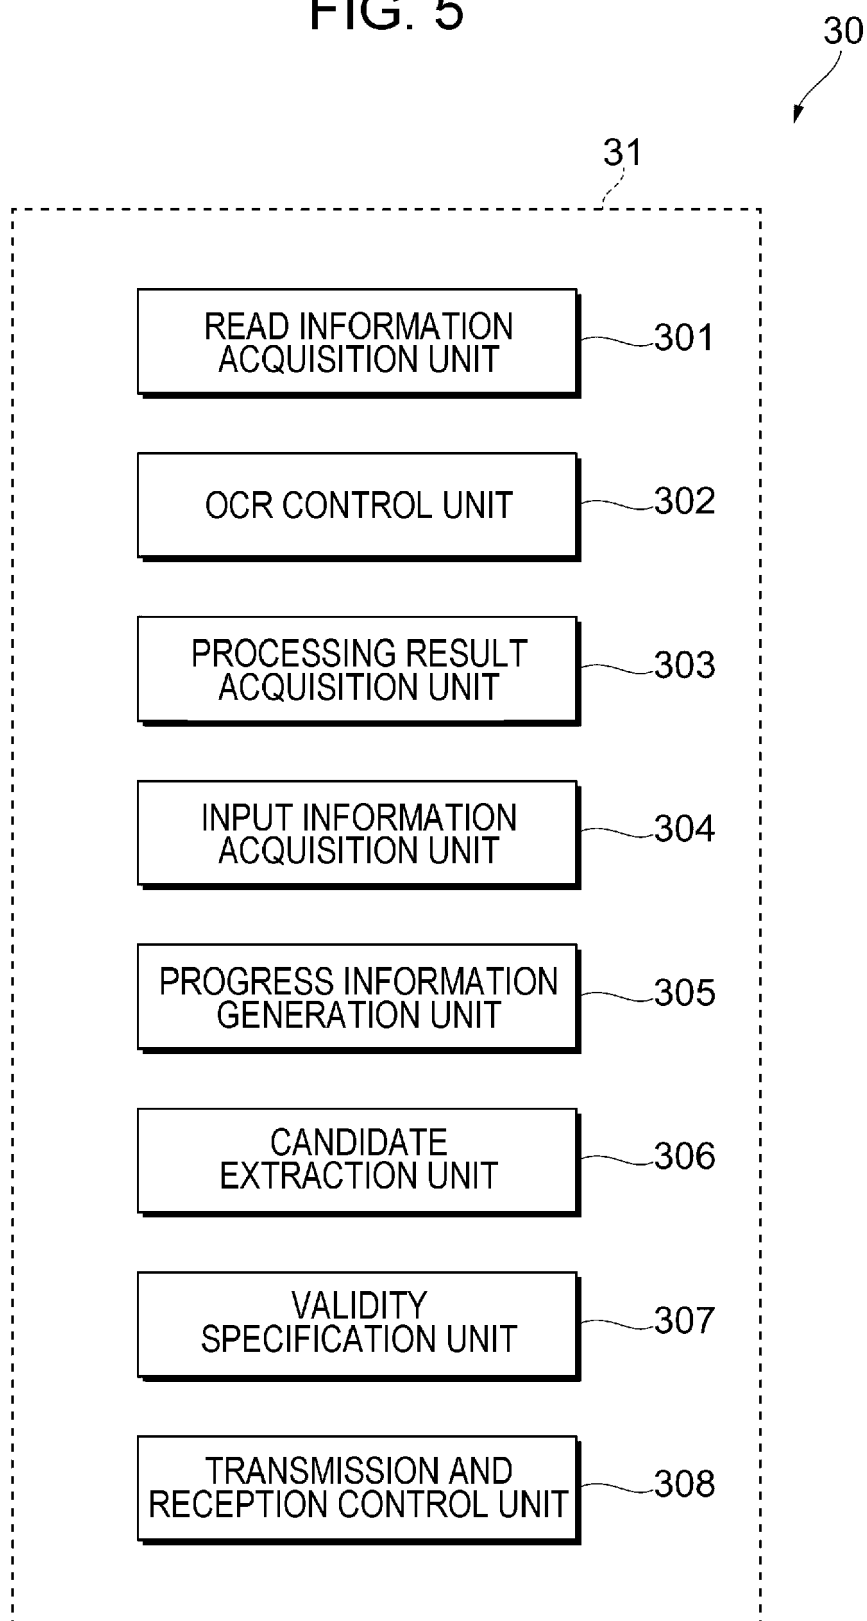 FIG. 5
30
31
READ INFORMATION
ACQUISITION UNIT
301
OCR CONTROL UNIT
302
PROCESSING RESULT
ACQUISITION UNIT
303
INPUT INFORMATION
ACQUISITION UNIT
304
PROGRESS INFORMATION
GENERATION UNIT
305
CANDIDATE
EXTRACTION UNIT
306
VALIDITY
SPECIFICATION UNIT
307
TRANSMISSION AND
RECEPTION CONTROL UNIT
308